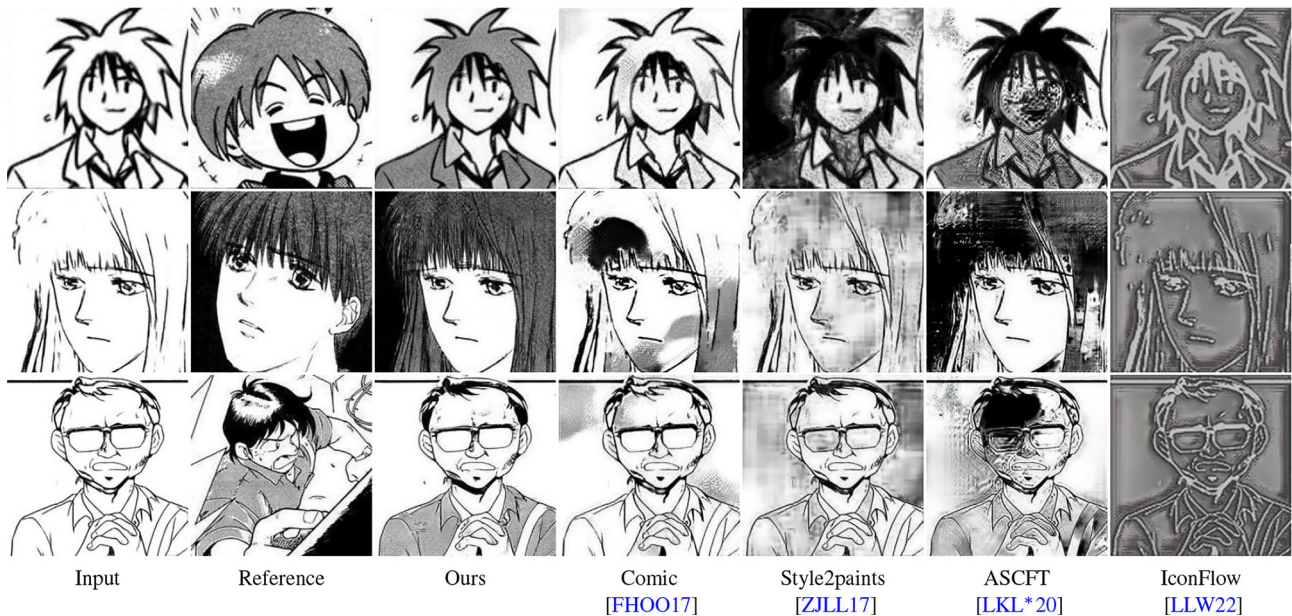 Input Reference Ours Comic Style2paints ASCFT IconFlow
[FHOO17] [ZJLL17] [LKL*20] [LLW22]